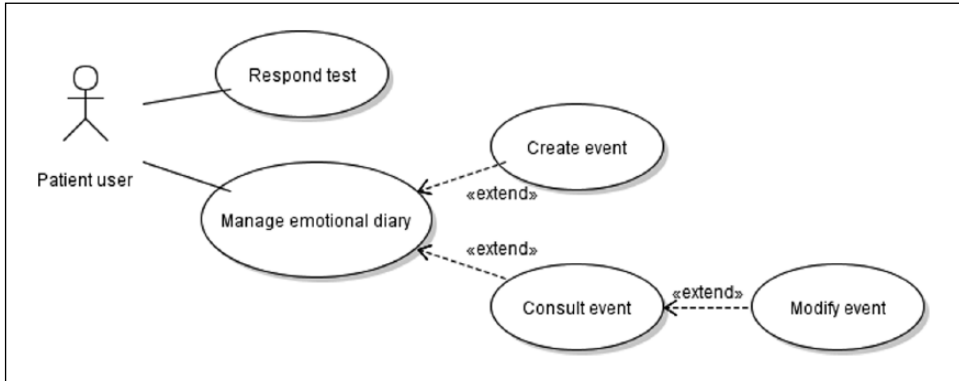 Respond test
Patient user
Create event
«extend»
Manage emotional diary
«extend»
«extend»
Consult event
Modify event